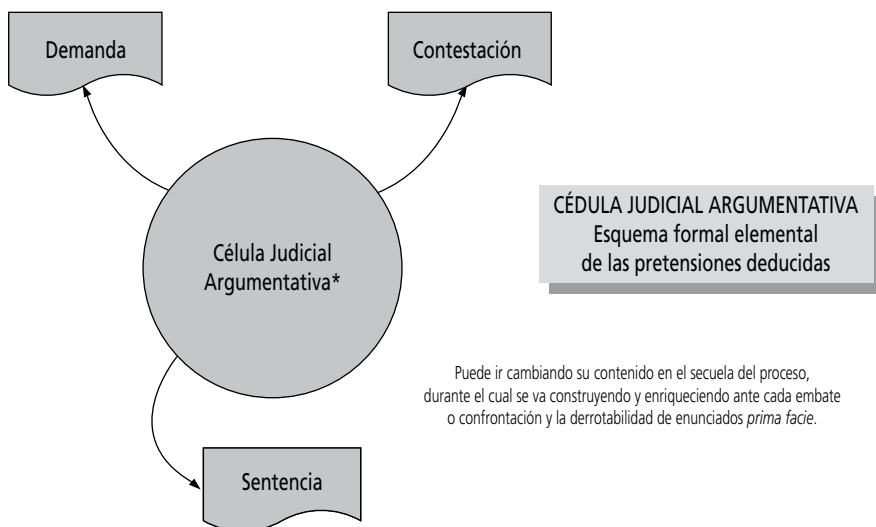 Demanda
Contestación
Célula Judicial
Argumentativa*
CÉDULA JUDICIAL ARGUMENTATIVA
Esquema formal elemental
de las pretensiones deducidas
Puede ir cambiando su contenido en el secuela del proceso,
durante el cual se va construyendo y enriqueciendo ante cada embate
o confrontación y la derrotabilidad de enunciados prima facie.
Sentencia